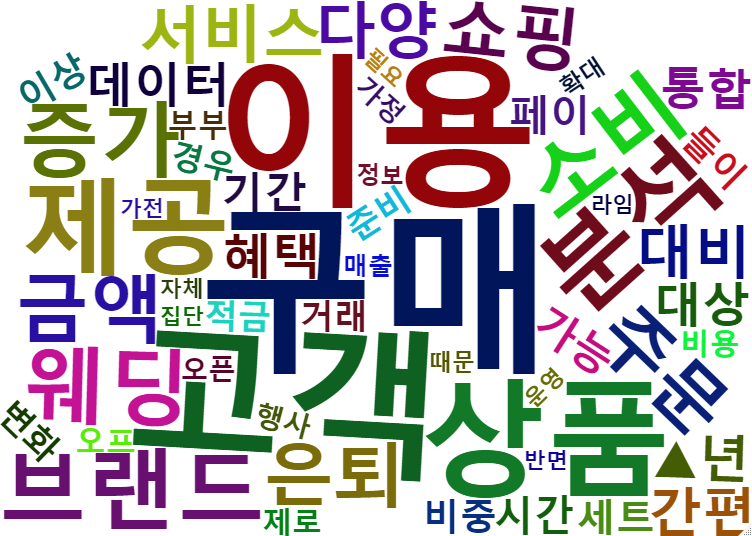 서비스
다양
쇼핑
이상
데이터
필요
가정
이용
확대
페이
비
통합
증가
부부
경우
소
자
들이
제공
가전
기간
정보
준비
라임
혜택
구매
매출
판
대비
금액
자체
집단
적금
거래
대상
웨딩
오픈
고객
때문
가능
주문
비용
변화
오프
행사
상품
운영
브랜드
은퇴
반면
▲
년
제로
비중
시간
세트
간편